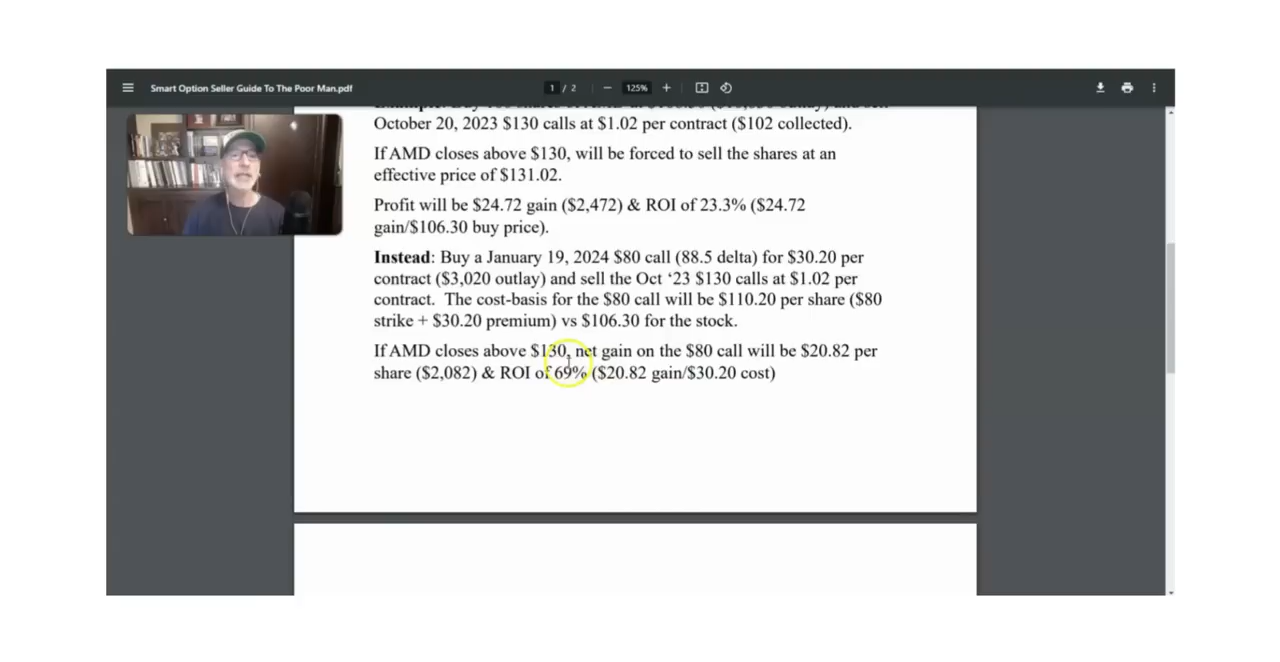 Smart Option Seller Guide To The Poor Man.pdf
1 / 2
125%
October 20, 2023 $130 calls at $1.02 per contract ($102 collected).
If AMD closes above $130, will be forced to sell the shares at an
effective price of $131.02.
Profit will be $24.72 gain ($2,472) & ROI of 23.3% ($24.72
gain/$106.30 buy price).
Instead: Buy a January 19, 2024 $80 call (88.5 delta) for $30.20 per
contract ($3,020 outlay) and sell the Oct ‘23 $130 calls at $1.02 per
contract. The cost-basis for the $80 call will be $110.20 per share ($80
strike + $30.20 premium) vs $106.30 for the stock.
If AMD closes above $130, net gain on the $80 call will be $20.82 per
share ($2,082) & ROI of 69% ($20.82 gain/$30.20 cost)